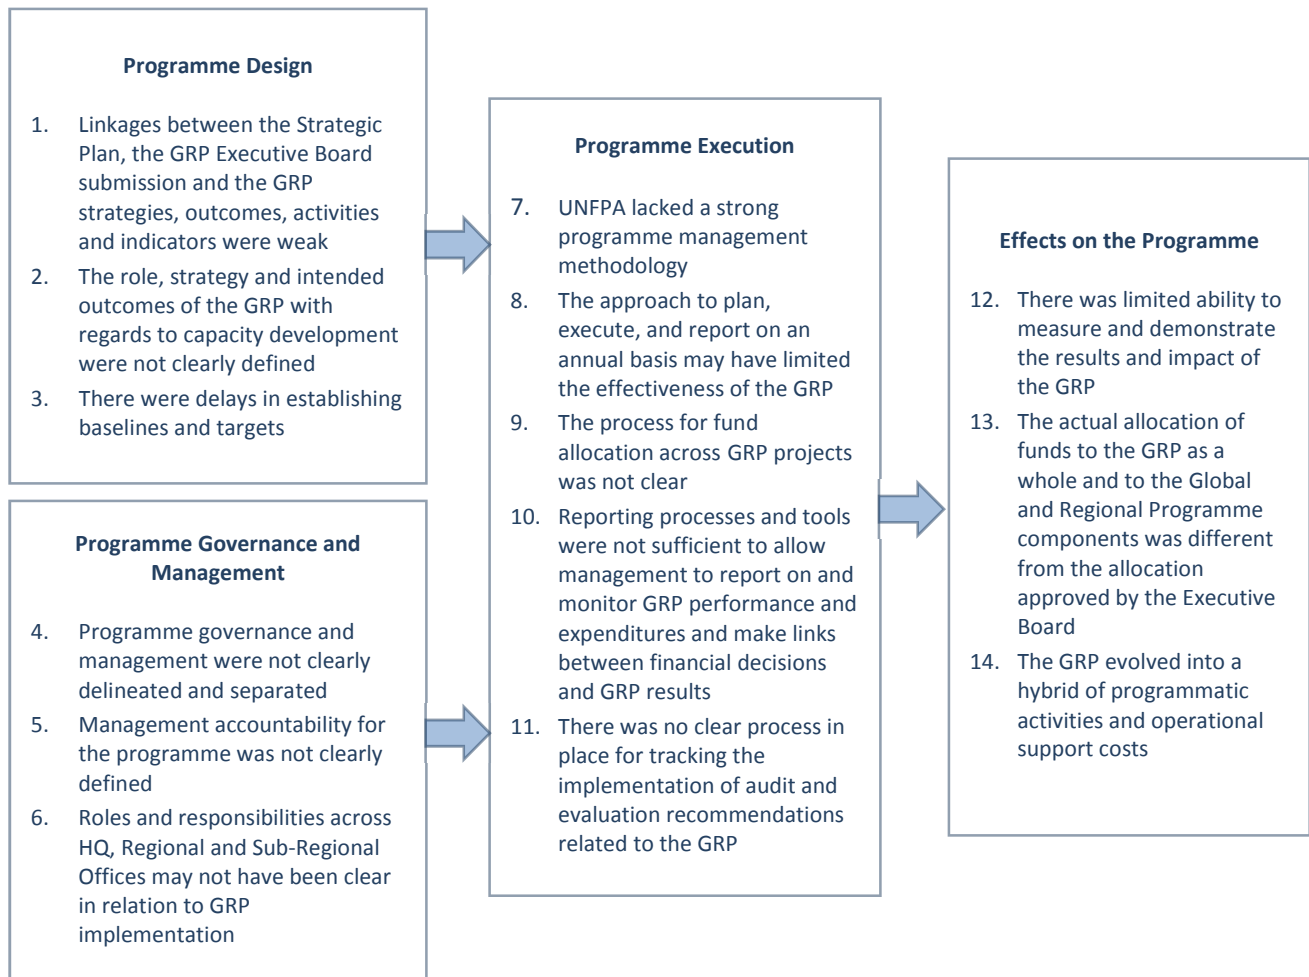 Programme Design
1. Linkages between the Strategic
Plan, the GRP Executive Board
submission and the GRP
strategies, outcomes, activities
and indicators were weak
2. The role, strategy and intended
outcomes of the GRP with
regards to capacity development
were not clearly defined
3. There were delays in establishing
baselines and targets
Programme Governance and
Management
4. Programme governance and
management were not clearly
delineated and separated
5. Management accountability for
the programme was not clearly
defined
6. Roles and responsibilities across
HQ, Regional and Sub-Regional
Offices may not have been clear
in relation to GRP
implementation
Programme Execution
7. UNFPA lacked a strong
programme management
methodology
8. The approach to plan,
execute, and report on an
annual basis may have limited
the effectiveness of the GRP
9. The process for fund
allocation across GRP projects
was not clear
10. Reporting processes and tools
were not sufficient to allow
management to report on and
monitor GRP performance and
expenditures and make links
between financial decisions
and GRP results
11. There was no clear process in
place for tracking the
implementation of audit and
evaluation recommendations
related to the GRP
Effects on the Programme
12. There was limited ability to
measure and demonstrate
the results and impact of
the GRP
13. The actual allocation of
funds to the GRP as a
whole and to the Global
and Regional Programme
components was different
from the allocation
approved by the Executive
Board
14. The GRP evolved into a
hybrid of programmatic
activities and operational
support costs